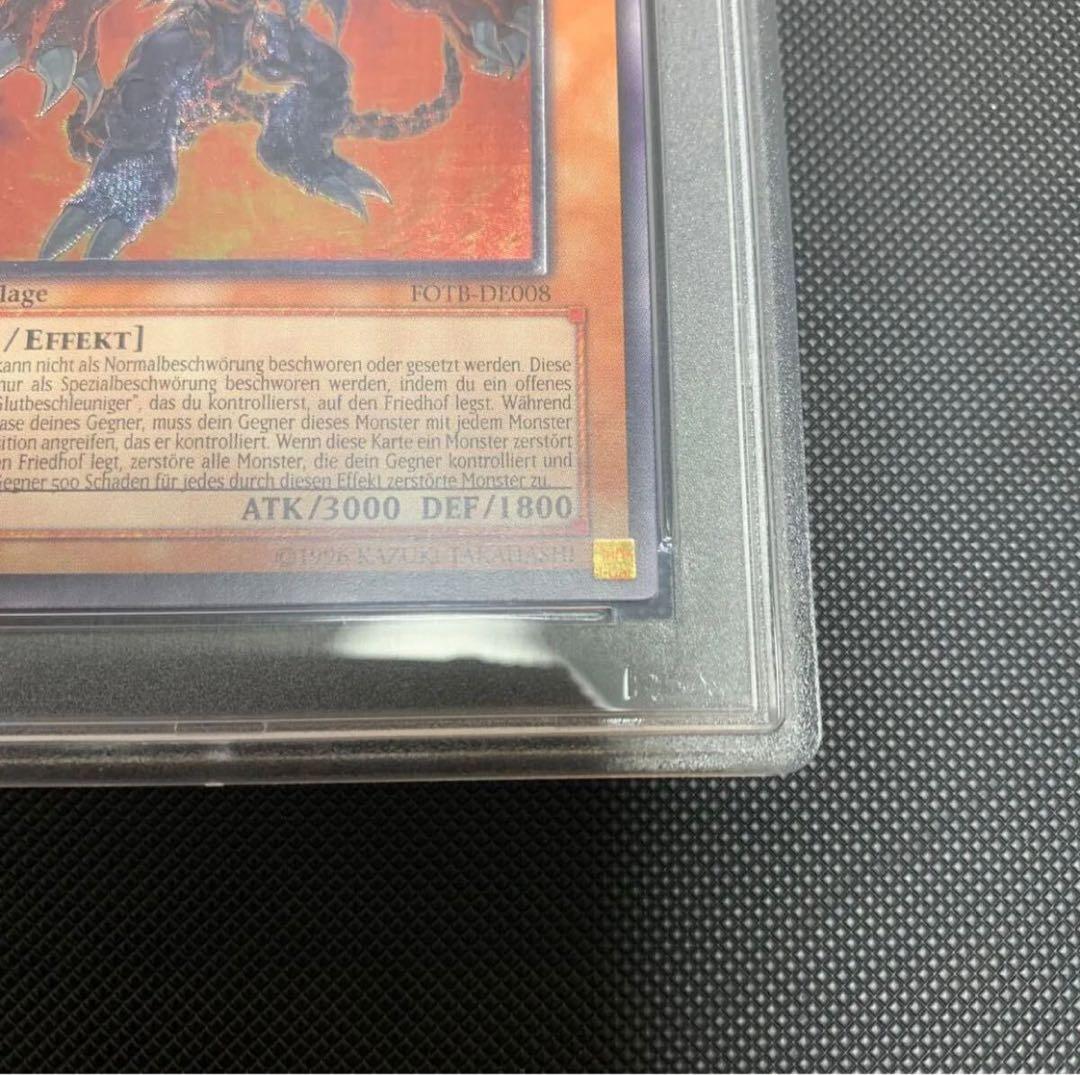 lage
FOTB-DE008
/EFFEKT]
kann nicht als Normalbeschwörung beschworen oder gesetzt werden. Diese
nur als Spezialbeschwörung beschworen werden, indem du ein offenes
Glutbeschleuniger", das du kontrollierst, auf den Friedhof legst. Während
ase deines Gegner, muss dein Gegner dieses Monster mit jedem Monster
sition angreifen, das er kontrolliert. Wenn diese Karte ein Monster zerstört
en Friedhof legt, zerstöre alle Monster, die dein Gegner kontrolliert und
Gegner 500 Schaden für jedes durch diesen Effekt zerstörte Monster zu.
ATK/3000 DEF/1800
©1996 KAZUKI TAKAHASHI